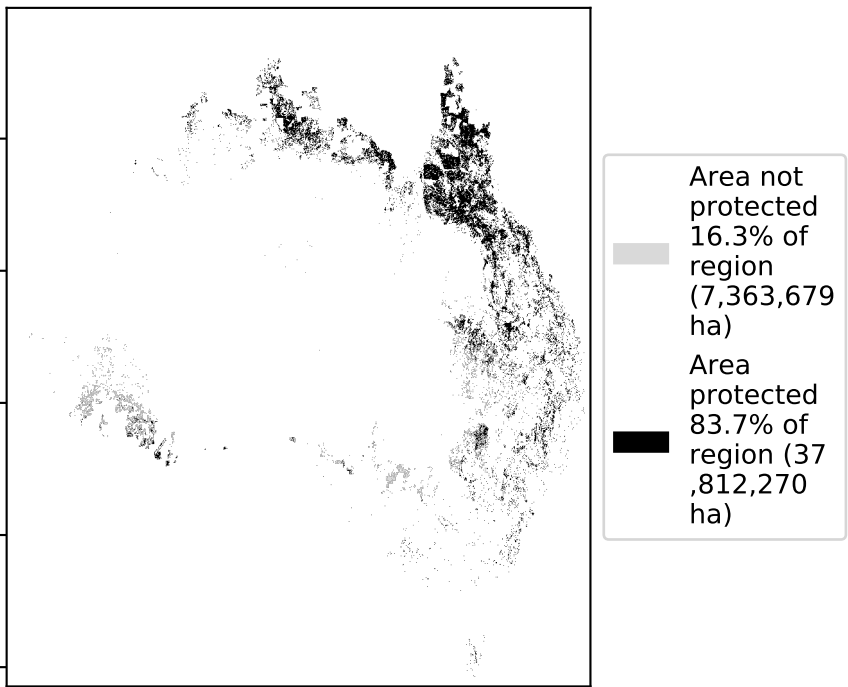 Area not
protected
16.3% of
region
(7,363,679
ha)
Area
protected
83.7% of
region (37
,812,270
ha)